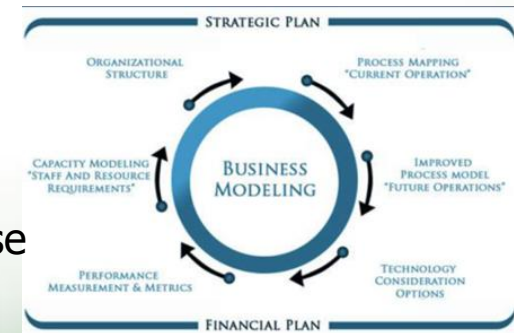 STRATEGIC PLAN
ORGANIZATIONAL
STRUCTURE
PROCESS MAPPING
"CURRENT OPERATION"
CAPACITY MODELING
"STAFF AND RESOURCE
REQUIREMENTS"
BUSINESS
MODELING
IMPROVED
PROCESS MODEL
"FUTURE OPERATIONS"
se
PERFORMANCE
MEASUREMENT & METRICS
TECHNOLOGY
CONSIDERATION
OPTIONS
FINANCIAL PLAN